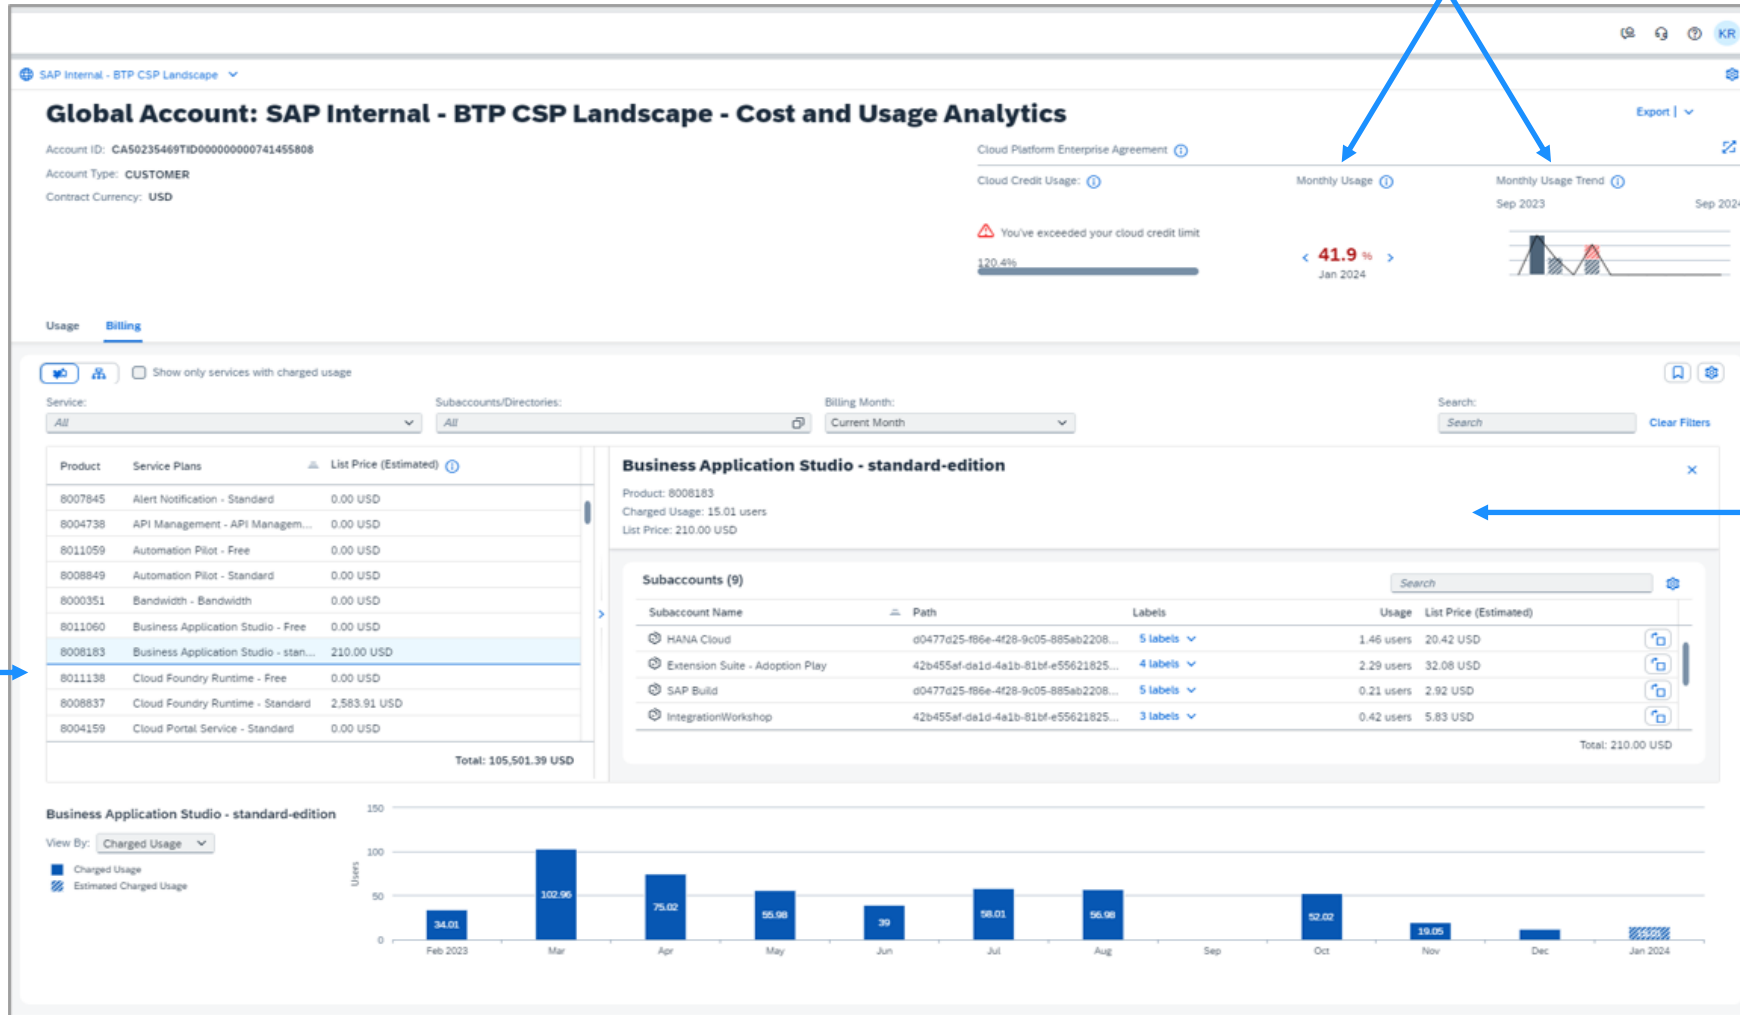 KR
SAP Internal - BTP CSP Landscape
Global Account: SAP Internal - BTP CSP Landscape - Cost and Usage Analytics
Export |
Account ID: CA50235469TID000000000741455808
Account Type: CUSTOMER
Contract Currency: USD
Cloud Platform Enterprise Agreement
Cloud Credit Usage:
You've exceeded your cloud credit limit
120.4%
Monthly Usage
41.9 %
Jan 2024
Monthly Usage Trend
Sep 2023 Sep 2024
Usage Billing
Show only services with charged usage
Service: Subaccounts/Directories: Billing Month: Search:
All All Current Month Search Clear Filters
Product Service Plans List Price (Estimated)
8007845 Alert Notification - Standard 0.00 USD
8004738 API Management - API Managem... 0.00 USD
8011059 Automation Pilot - Free 0.00 USD
8008849 Automation Pilot - Standard 0.00 USD
8000351 Bandwidth - Bandwidth 0.00 USD
8011060 Business Application Studio - Free 0.00 USD
8008183 Business Application Studio - stan... 210.00 USD
8011138 Cloud Foundry Runtime - Free 0.00 USD
8008837 Cloud Foundry Runtime - Standard 2,583.91 USD
8004159 Cloud Portal Service - Standard 0.00 USD
Total: 105,501.39 USD
Business Application Studio - standard-edition
Product: 8008183
Charged Usage: 15.01 users
List Price: 210.00 USD
Subaccounts (9) Search
Subaccount Name Path Labels Usage List Price (Estimated)
HANA Cloud d0477d25-f86e-4f28-9c05-885ab2208... 5 labels 1.46 users 20.42 USD
Extension Suite - Adoption Play 42b455af-da1d-4a1b-81bf-e55621825... 4 labels 2.29 users 32.08 USD
SAP Build d0477d25-f86e-4f28-9c05-885ab2208... 5 labels 0.21 users 2.92 USD
IntegrationWorkshop 42b455af-da1d-4a1b-81bf-e55621825... 3 labels 0.42 users 5.83 USD
Total: 210.00 USD
Business Application Studio - standard-edition
View By: Charged Usage
Charged Usage
Estimated Charged Usage
Users
150
100
50
0
34.01 102.96 75.02 55.98 39 58.01 56.98 52.02 19.05 15.01
Feb 2023 Mar Apr May Jun Jul Aug Sep Oct Nov Dec Jan 2024